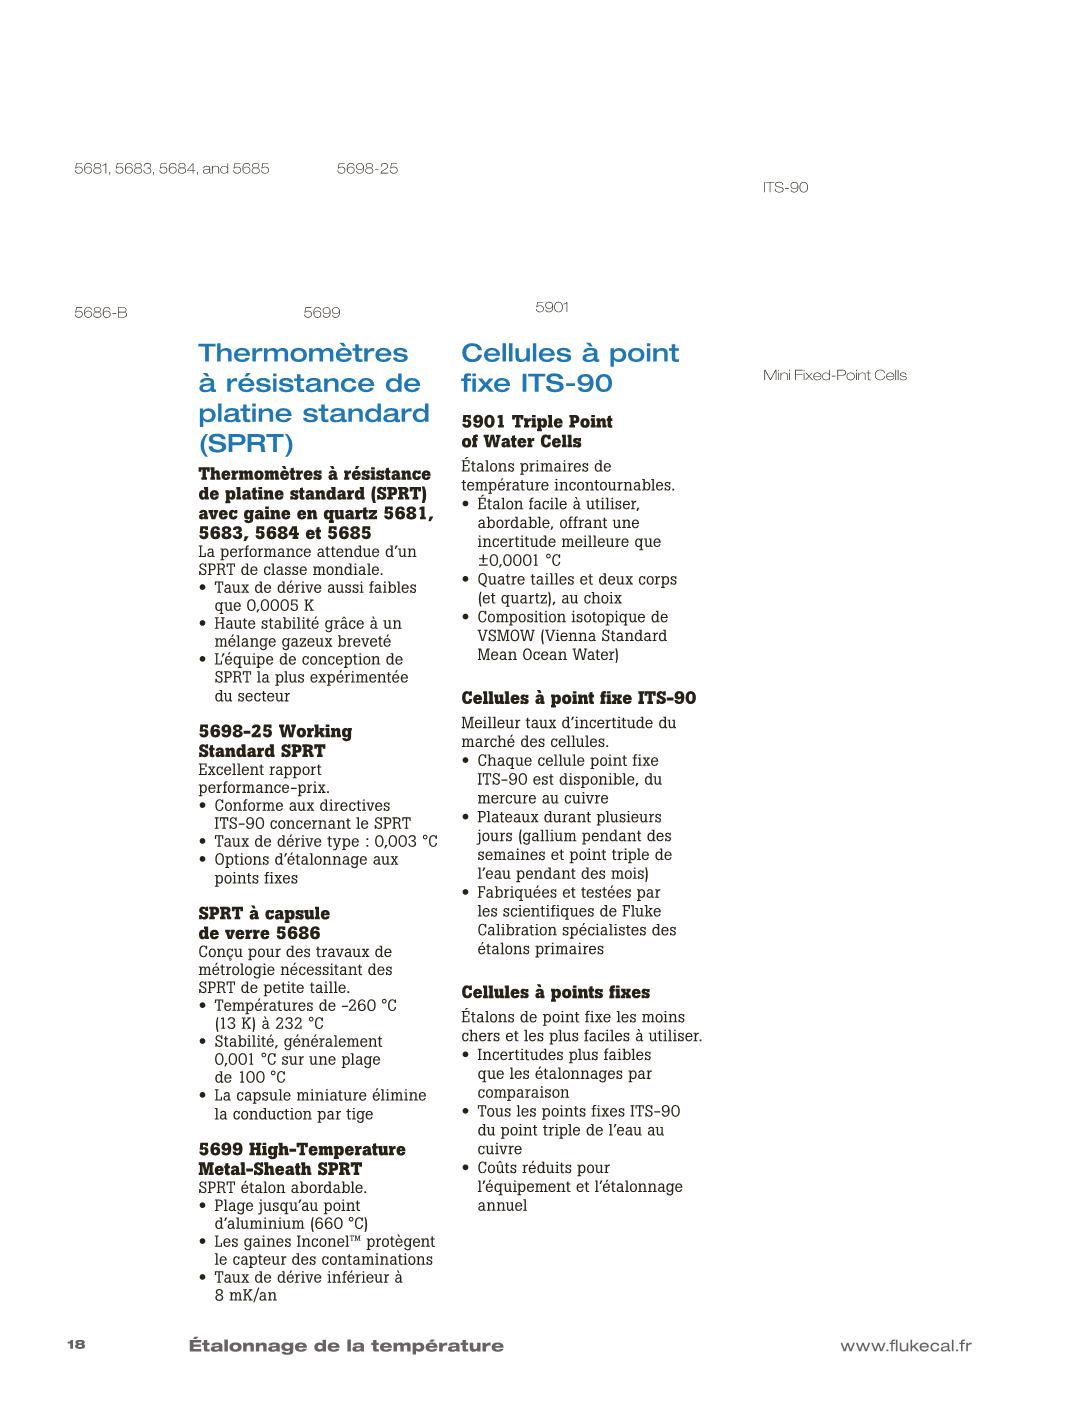 5681, 5683, 5684, and 5685
5698-25
ITS-90
5686-B
5699
5901
Mini Fixed-Point Cells
Thermomètres
à résistance de
platine standard
(SPRT)
Thermomètres à résistance
de platine standard (SPRT)
avec gaine en quartz 5681,
5683, 5684 et 5685
La performance attendue d’un
SPRT de classe mondiale.
• Taux de dérive aussi faibles
que 0,0005 K
• Haute stabilité grâce à un
mélange gazeux breveté
• L’équipe de conception de
SPRT la plus expérimentée
du secteur
5698-25 Working
Standard SPRT
Excellent rapport
performance-prix.
• Conforme aux directives
ITS-90 concernant le SPRT
• Taux de dérive type : 0,003 °C
• Options d’étalonnage aux
points fixes
SPRT à capsule
de verre 5686
Conçu pour des travaux de
métrologie nécessitant des
SPRT de petite taille.
• Températures de -260 °C
(13 K) à 232 °C
• Stabilité, généralement
0,001 °C sur une plage
de 100 °C
• La capsule miniature élimine
la conduction par tige
5699 High-Temperature
Metal-Sheath SPRT
SPRT étalon abordable.
• Plage jusqu’au point
d’aluminium (660 °C)
• Les gaines Inconel™ protègent
le capteur des contaminations
• Taux de dérive inférieur à
8 mK/an
Cellules à point
fixe ITS-90
5901 Triple Point
of Water Cells
Étalons primaires de
température incontournables.
• Étalon facile à utiliser,
abordable, offrant une
incertitude meilleure que
±0,0001 °C
• Quatre tailles et deux corps
(et quartz), au choix
• Composition isotopique de
VSMOW (Vienna Standard
Mean Ocean Water)
Cellules à point fixe ITS-90
Meilleur taux d’incertitude du
marché des cellules.
• Chaque cellule point fixe
ITS-90 est disponible, du
mercure au cuivre
• Plateaux durant plusieurs
jours (gallium pendant des
semaines et point triple de
l’eau pendant des mois)
• Fabriquées et testées par
les scientifiques de Fluke
Calibration spécialistes des
étalons primaires
Cellules à points fixes
Étalons de point fixe les moins
chers et les plus faciles à utiliser.
• Incertitudes plus faibles
que les étalonnages par
comparaison
• Tous les points fixes ITS-90
du point triple de l’eau au
cuivre
• Coûts réduits pour
l’équipement et l’étalonnage
annuel
18
Étalonnage de la température
www.flukecal.fr